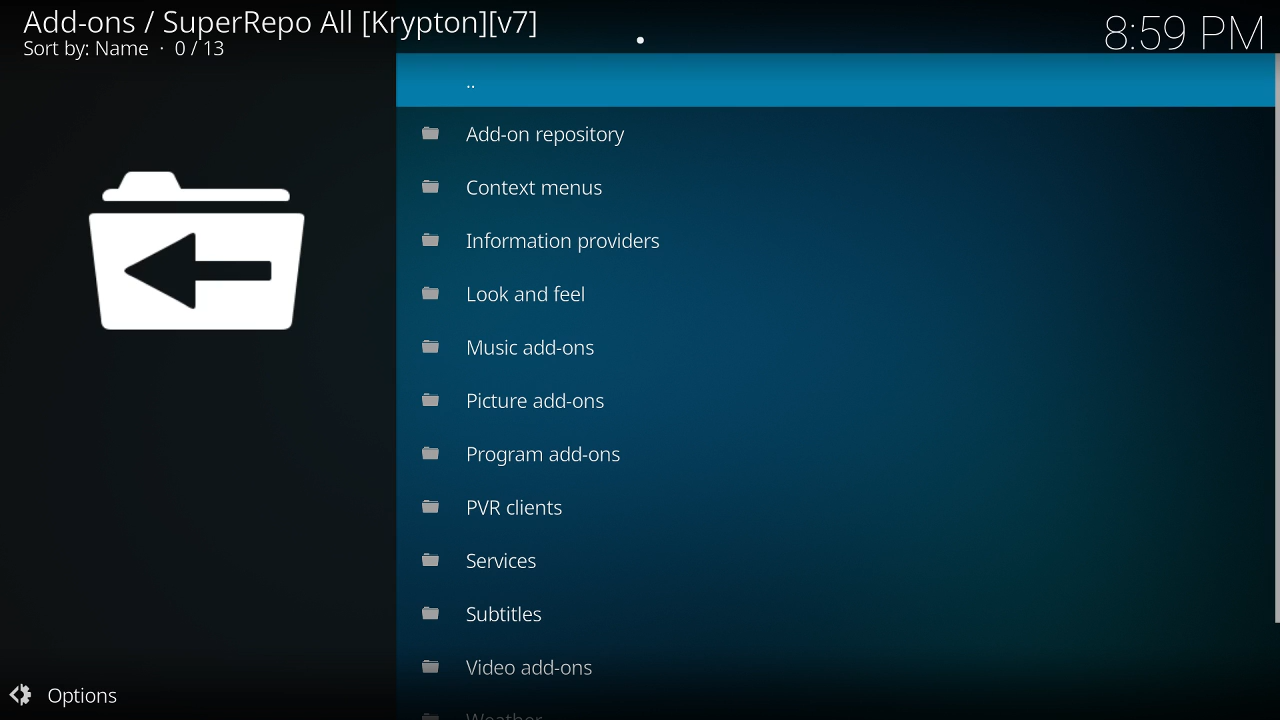 Add-ons / SuperRepo All [Krypton][v7]
Sort by: Name · 0 / 13
8:59 PM
..
Add-on repository
Context menus
Information providers
Look and feel
Music add-ons
Picture add-ons
Program add-ons
PVR clients
Services
Subtitles
Video add-ons
Weather
Options